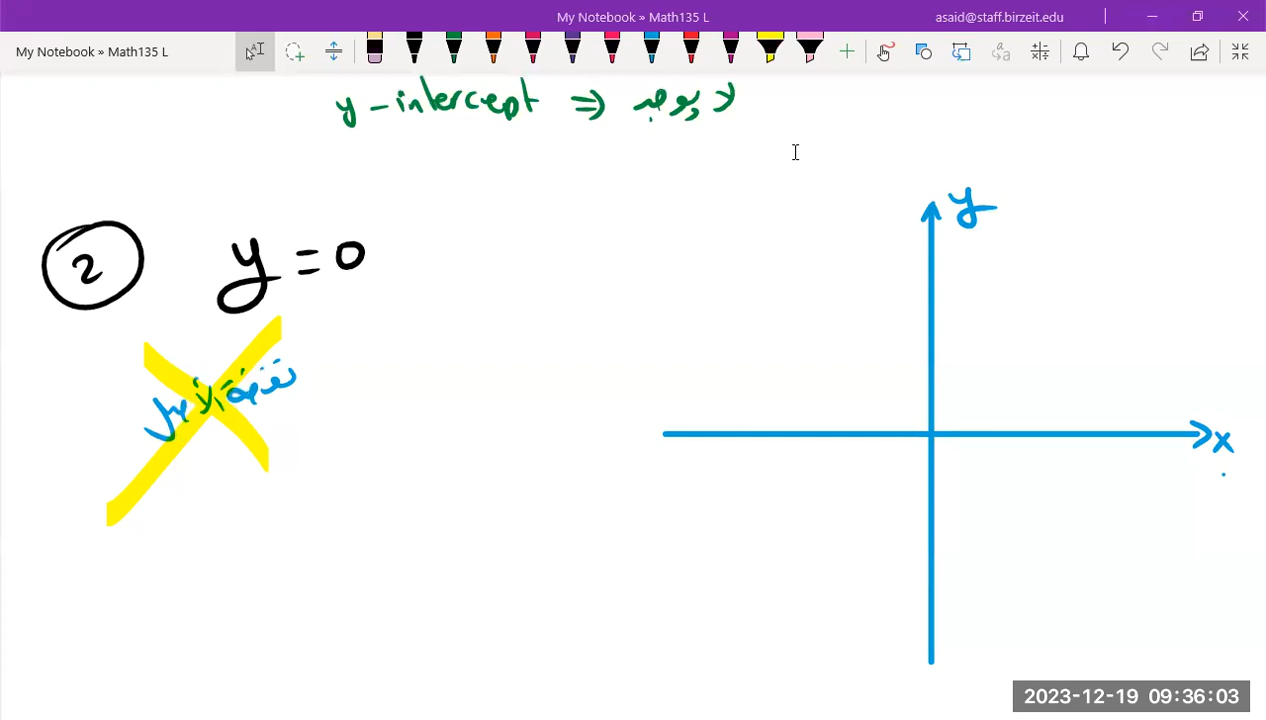 My Notebook » Math135 L
asaid@staff.birzeit.edu
My Notebook » Math135 L
y - intercept ⇒ لا يوجد
y
2 y = 0
x
2023-12-19 09:36:03